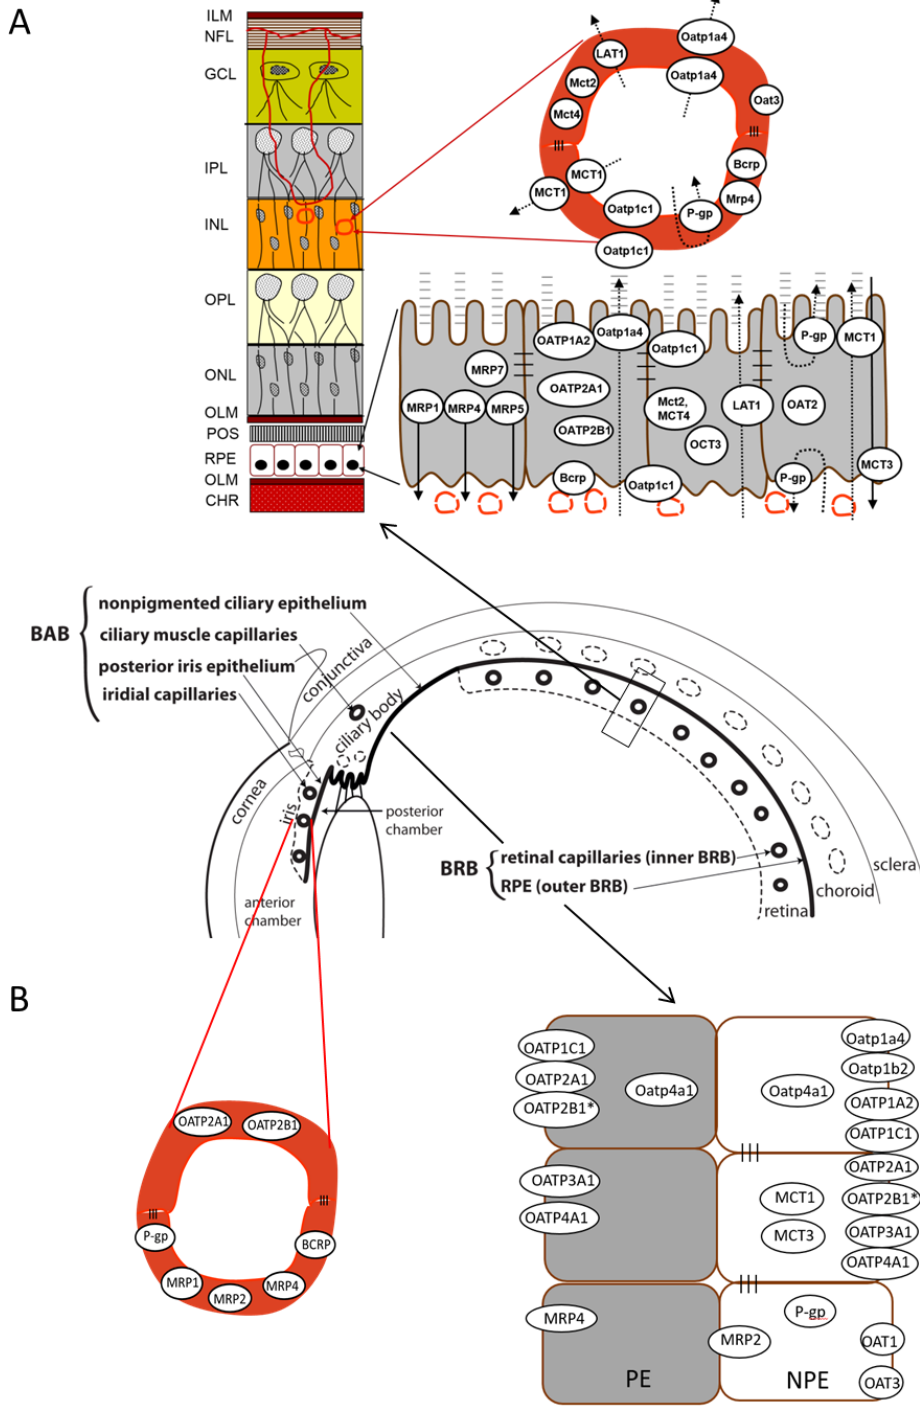 A
ILM
NFL
GCL
IPL
INL
OPL
ONL
OLM
POS
RPE
OLM
CHR
Oatp1a4
LAT1
Oatp1a4
Mct2
Mct4
Oat3
MCT1
MCT1
Bcrp
Mrp4
Oatp1c1
P-gp
Oatp1c1
OATP1A2
Oatp1a4
Oatp1c1
P-gp
MCT1
MRP7
OATP2A1
MRP1
MRP4
MRP5
Mct2,
MCT4
LAT1
OAT2
OATP2B1
OCT3
Bcrp
Oatp1c1
P-gp
MCT3
BAB
nonpigmented ciliary epithelium
ciliary muscle capillaries
posterior iris epithelium
iridial capillaries
conjunctiva
ciliary body
cornea
iris
posterior
chamber
anterior
chamber
BRB
retinal capillaries (inner BRB)
RPE (outer BRB)
retina
choroid
sclera
B
OATP2A1
OATP2B1
P-gp
BCRP
MRP1
MRP2
MRP4
OATP1C1
OATP2A1
OATP2B1*
Oatp4a1
Oatp4a1
Oatp1a4
Oatp1b2
OATP1A2
OATP1C1
OATP3A1
OATP4A1
MCT1
MCT3
OATP2A1
OATP2B1*
OATP3A1
OATP4A1
MRP4
MRP2
P-gp
OAT1
OAT3
PE
NPE